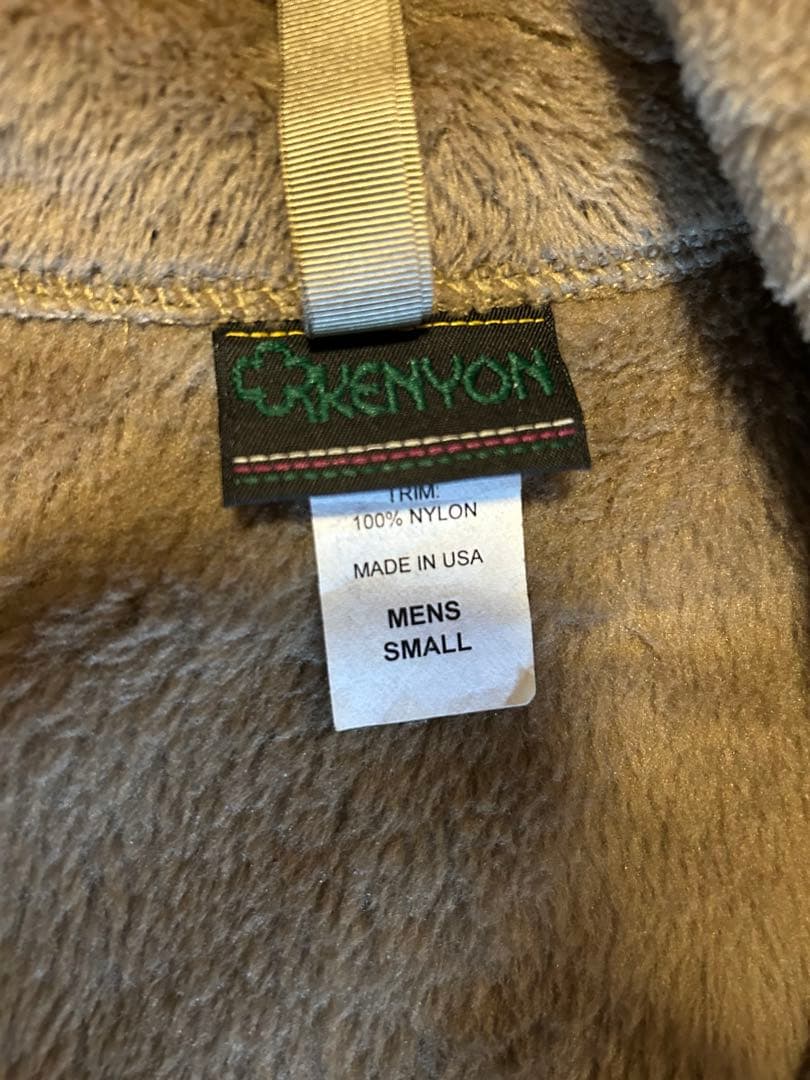 KENYON
TRIM:
100% NYLON
MADE IN USA
MENS
SMALL